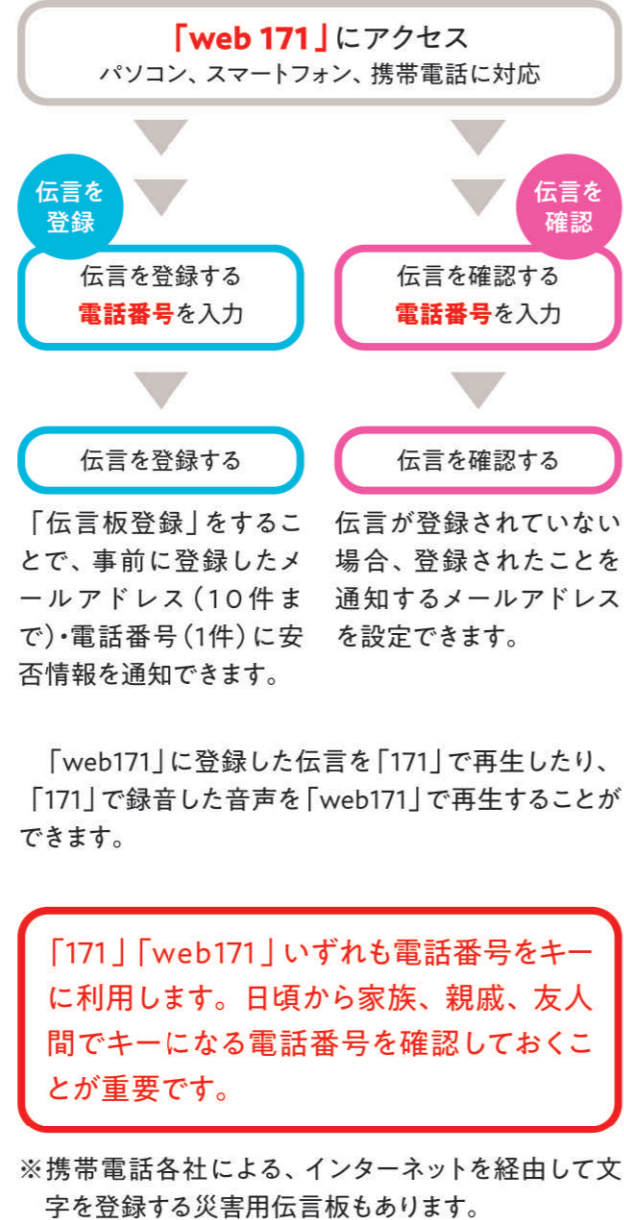 「web 171」にアクセス
パソコン、スマートフォン、携帯電話に対応
伝言を
登録
伝言を登録する
電話番号を入力
伝言を登録する
「伝言板登録」をするこ
とで、事前に登録したメ
ールアドレス(10件ま
で)・電話番号(1件)に安
否情報を通知できます。
伝言を
確認
伝言を確認する
電話番号を入力
伝言を確認する
伝言が登録されていない
場合、登録されたことを
通知するメールアドレス
を設定できます。
「web171」に登録した伝言を「171」で再生したり、
「171」で録音した音声を「web171」で再生することが
できます。
「171」「web171」いずれも電話番号をキー
に利用します。日頃から家族、親戚、友人
間でキーになる電話番号を確認しておくこ
とが重要です。
※携帯電話各社による、インターネットを経由して文
字を登録する災害用伝言板もあります。